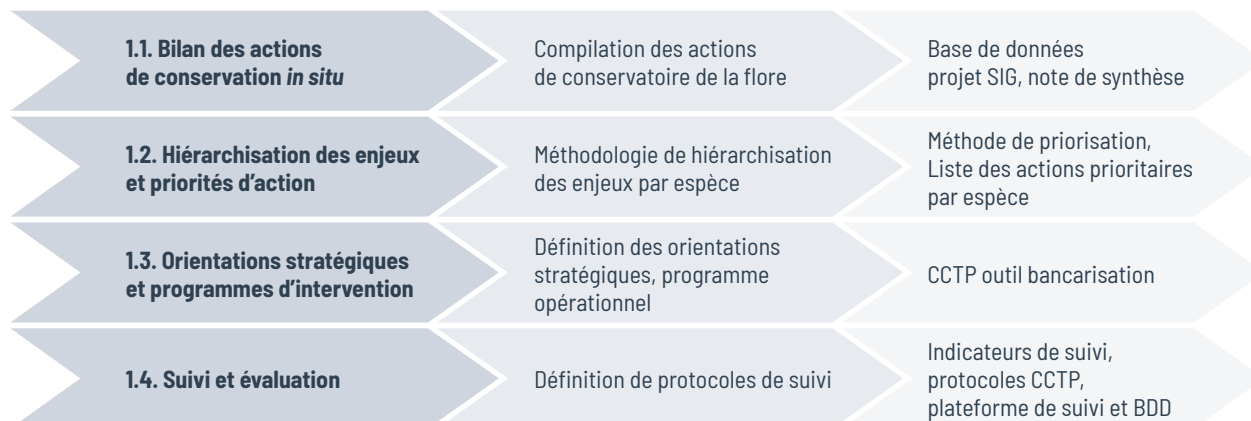 1.1. Bilan des actions
de conservation in situ
Compilation des actions
de conservatoire de la flore
Base de données
projet SIG, note de synthèse
1.2. Hiérarchisation des enjeux
et priorités d’action
Méthodologie de hiérarchisation
des enjeux par espèce
Méthode de priorisation,
Liste des actions prioritaires
par espèce
1.3. Orientations stratégiques
et programmes d’intervention
Définition des orientations
stratégiques, programme
opérationnel
CCTP outil bancarisation
1.4. Suivi et évaluation
Définition de protocoles de suivi
Indicateurs de suivi,
protocoles CCTP,
plateforme de suivi et BDD